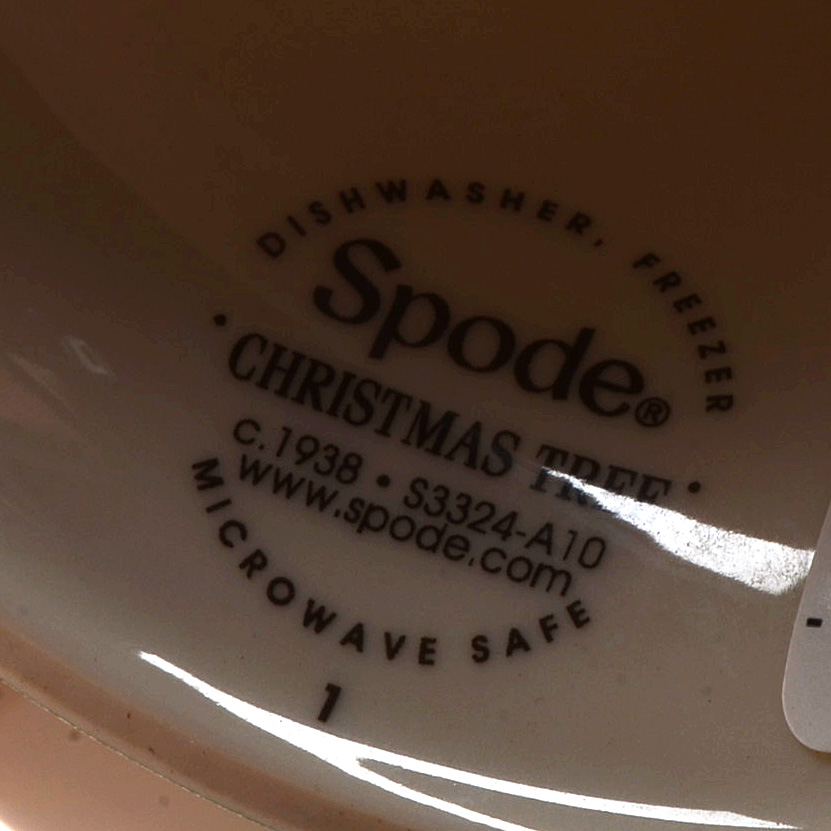 DISHWASHER, FREEZER
Spode®
• CHRISTMAS TREE •
c.1938 • S3324-A10
www.spode.com
MICROWAVE SAFE
1